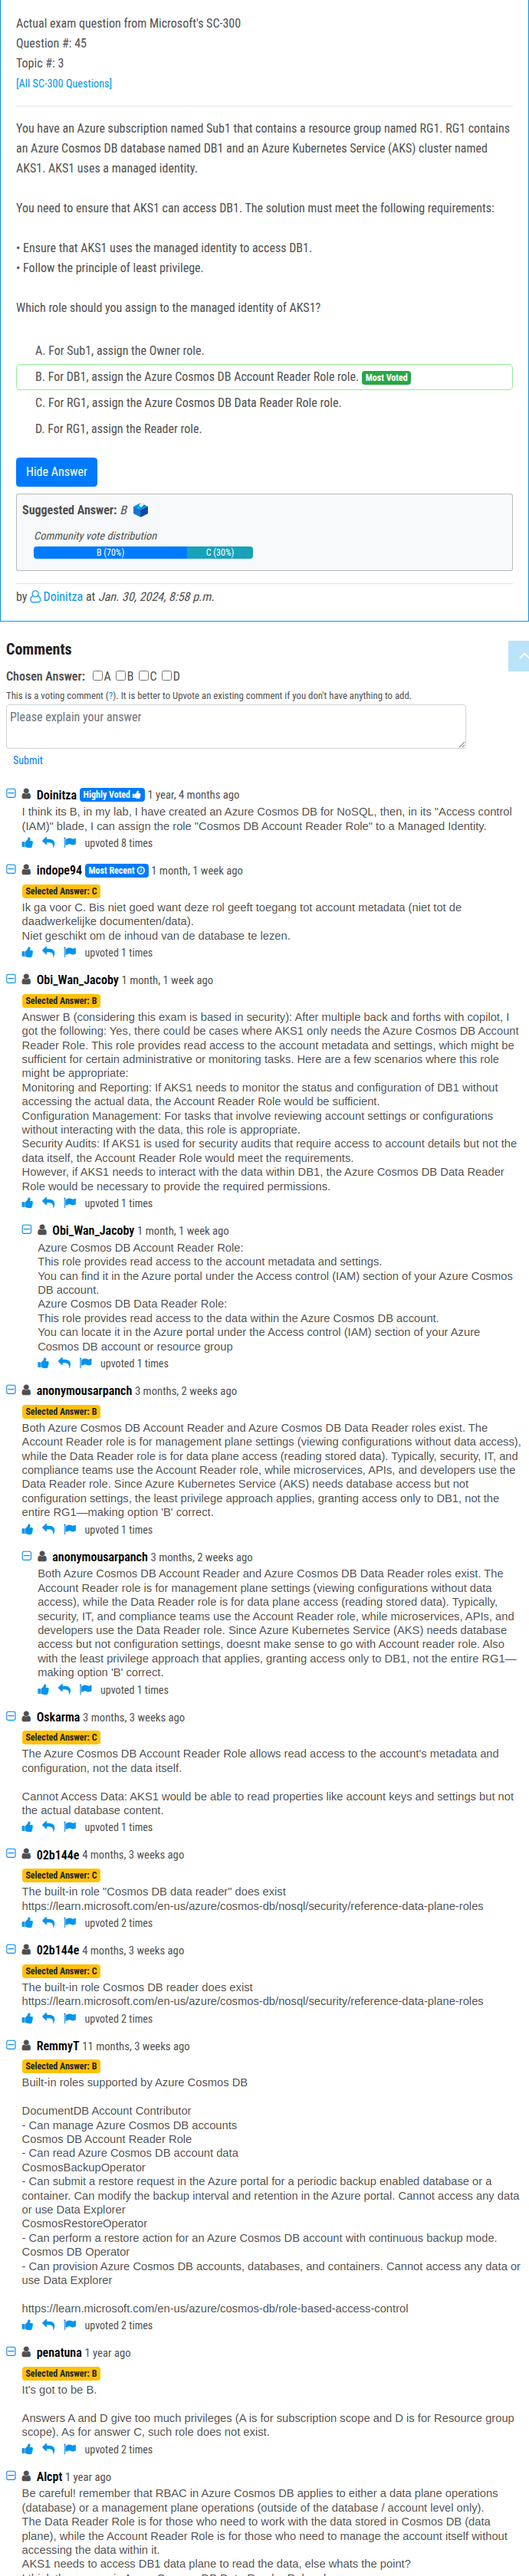 Actual exam question from Microsoft's SC-300
Question #: 45
Topic #: 3
[All SC-300 Questions]
You have an Azure subscription named Sub1 that contains a resource group named RG1. RG1 contains
an Azure Cosmos DB database named DB1 and an Azure Kubernetes Service (AKS) cluster named
AKS1. AKS1 uses a managed identity.
You need to ensure that AKS1 can access DB1. The solution must meet the following requirements:
• Ensure that AKS1 uses the managed identity to access DB1.
• Follow the principle of least privilege.
Which role should you assign to the managed identity of AKS1?
A. For Sub1, assign the Owner role.
B. For DB1, assign the Azure Cosmos DB Account Reader Role role. Most Voted
C. For RG1, assign the Azure Cosmos DB Data Reader Role role.
D. For RG1, assign the Reader role.
Hide Answer
Suggested Answer: B
Community vote distribution
B (70%) C (30%)
by Doinitza at Jan. 30, 2024, 8:58 p.m.
Comments
Chosen Answer: A B C D
This is a voting comment (?). It is better to Upvote an existing comment if you don't have anything to add.
Please explain your answer
Submit
Doinitza Highly Voted 1 year, 4 months ago
I think its B, in my lab, I have created an Azure Cosmos DB for NoSQL, then, in its "Access control
(IAM)" blade, I can assign the role "Cosmos DB Account Reader Role" to a Managed Identity.
upvoted 8 times
indope94 Most Recent 1 month, 1 week ago
Selected Answer: C
Ik ga voor C. Bis niet goed want deze rol geeft toegang tot account metadata (niet tot de
daadwerkelijke documenten/data).
Niet geschikt om de inhoud van de database te lezen.
upvoted 1 times
Obi_Wan_Jacoby 1 month, 1 week ago
Selected Answer: B
Answer B (considering this exam is based in security): After multiple back and forths with copilot, I
got the following: Yes, there could be cases where AKS1 only needs the Azure Cosmos DB Account
Reader Role. This role provides read access to the account metadata and settings, which might be
sufficient for certain administrative or monitoring tasks. Here are a few scenarios where this role
might be appropriate:
Monitoring and Reporting: If AKS1 needs to monitor the status and configuration of DB1 without
accessing the actual data, the Account Reader Role would be sufficient.
Configuration Management: For tasks that involve reviewing account settings or configurations
without interacting with the data, this role is appropriate.
Security Audits: If AKS1 is used for security audits that require access to account details but not the
data itself, the Account Reader Role would meet the requirements.
However, if AKS1 needs to interact with the data within DB1, the Azure Cosmos DB Data Reader
Role would be necessary to provide the required permissions.
upvoted 1 times
Obi_Wan_Jacoby 1 month, 1 week ago
Azure Cosmos DB Account Reader Role:
This role provides read access to the account metadata and settings.
You can find it in the Azure portal under the Access control (IAM) section of your Azure Cosmos
DB account.
Azure Cosmos DB Data Reader Role:
This role provides read access to the data within the Azure Cosmos DB account.
You can locate it in the Azure portal under the Access control (IAM) section of your Azure
Cosmos DB account or resource group
upvoted 1 times
anonymousarpanch 3 months, 2 weeks ago
Selected Answer: B
Both Azure Cosmos DB Account Reader and Azure Cosmos DB Data Reader roles exist. The
Account Reader role is for management plane settings (viewing configurations without data access),
while the Data Reader role is for data plane access (reading stored data). Typically, security, IT, and
compliance teams use the Account Reader role, while microservices, APIs, and developers use the
Data Reader role. Since Azure Kubernetes Service (AKS) needs database access but not
configuration settings, the least privilege approach applies, granting access only to DB1, not the
entire RG1—making option 'B' correct.
upvoted 1 times
anonymousarpanch 3 months, 2 weeks ago
Both Azure Cosmos DB Account Reader and Azure Cosmos DB Data Reader roles exist. The
Account Reader role is for management plane settings (viewing configurations without data
access), while the Data Reader role is for data plane access (reading stored data). Typically,
security, IT, and compliance teams use the Account Reader role, while microservices, APIs, and
developers use the Data Reader role. Since Azure Kubernetes Service (AKS) needs database
access but not configuration settings, doesnt make sense to go with Account reader role. Also
with the least privilege approach that applies, granting access only to DB1, not the entire RG1—
making option 'B' correct.
upvoted 1 times
Oskarma 3 months, 3 weeks ago
Selected Answer: C
The Azure Cosmos DB Account Reader Role allows read access to the account's metadata and
configuration, not the data itself.
Cannot Access Data: AKS1 would be able to read properties like account keys and settings but not
the actual database content.
upvoted 1 times
02b144e 4 months, 3 weeks ago
Selected Answer: C
The built-in role "Cosmos DB data reader" does exist
https://learn.microsoft.com/en-us/azure/cosmos-db/nosql/security/reference-data-plane-roles
upvoted 2 times
02b144e 4 months, 3 weeks ago
Selected Answer: C
The built-in role Cosmos DB reader does exist
https://learn.microsoft.com/en-us/azure/cosmos-db/nosql/security/reference-data-plane-roles
upvoted 2 times
RemmyT 11 months, 3 weeks ago
Selected Answer: B
Built-in roles supported by Azure Cosmos DB
DocumentDB Account Contributor
- Can manage Azure Cosmos DB accounts
Cosmos DB Account Reader Role
- Can read Azure Cosmos DB account data
CosmosBackupOperator
- Can submit a restore request in the Azure portal for a periodic backup enabled database or a
container. Can modify the backup interval and retention in the Azure portal. Cannot access any data
or use Data Explorer
CosmosRestoreOperator
- Can perform a restore action for an Azure Cosmos DB account with continuous backup mode.
Cosmos DB Operator
- Can provision Azure Cosmos DB accounts, databases, and containers. Cannot access any data or
use Data Explorer
https://learn.microsoft.com/en-us/azure/cosmos-db/role-based-access-control
upvoted 2 times
penatuna 1 year ago
Selected Answer: B
It's got to be B.
Answers A and D give too much privileges (A is for subscription scope and D is for Resource group
scope). As for answer C, such role does not exist.
upvoted 2 times
Alcpt 1 year ago
Be careful! remember that RBAC in Azure Cosmos DB applies to either a data plane operations
(database) or a management plane operations (outside of the database / account level only).
The Data Reader Role is for those who need to work with the data stored in Cosmos DB (data
plane), while the Account Reader Role is for those who need to manage the account itself without
accessing the data within it.
AKS1 needs to access DB1 data plane to read the data, else whats the point?